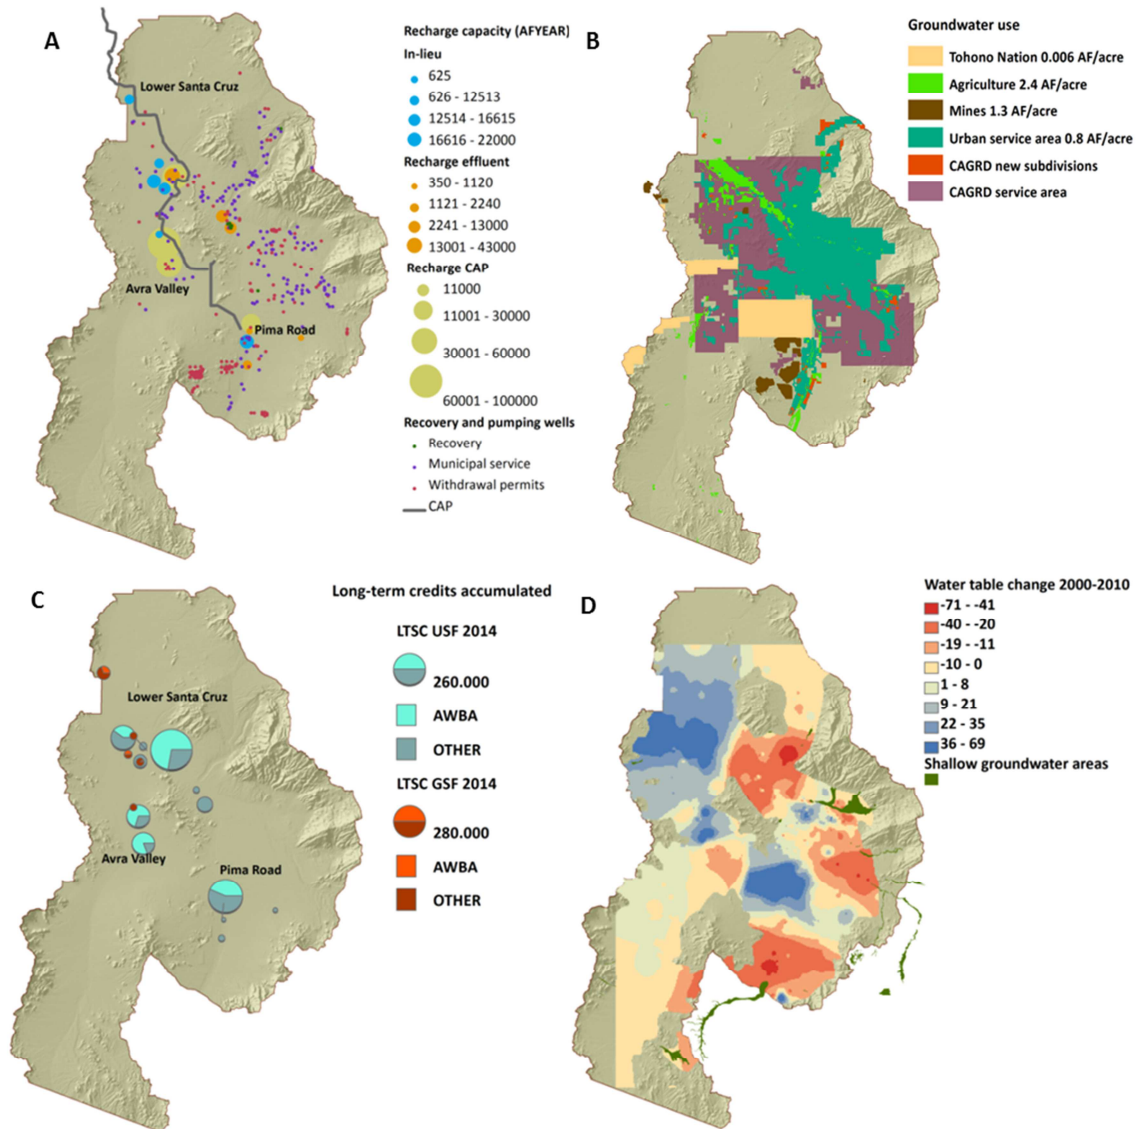 A
Lower Santa Cruz
Avra Valley
Pima Road
Recharge capacity (AFYEAR)
In-lieu
625
626 - 12513
12514 - 16615
16616 - 22000
Recharge effluent
350 - 1120
1121 - 2240
2241 - 13000
13001 - 43000
Recharge CAP
11000
11001 - 30000
30001 - 60000
60001 - 100000
Recovery and pumping wells
Recovery
Municipal service
Withdrawal permits
CAP
B
Groundwater use
Tohono Nation 0.006 AF/acre
Agriculture 2.4 AF/acre
Mines 1.3 AF/acre
Urban service area 0.8 AF/acre
CAGRD new subdivisions
CAGRD service area
C
Lower Santa Cruz
Avra Valley
Pima Road
Long-term credits accumulated
LTSC USF 2014
260.000
AWBA
OTHER
LTSC GSF 2014
280.000
AWBA
OTHER
D
Water table change 2000-2010
-71 - -41
-40 - -20
-19 - -11
-10 - 0
1 - 8
9 - 21
22 - 35
36 - 69
Shallow groundwater areas